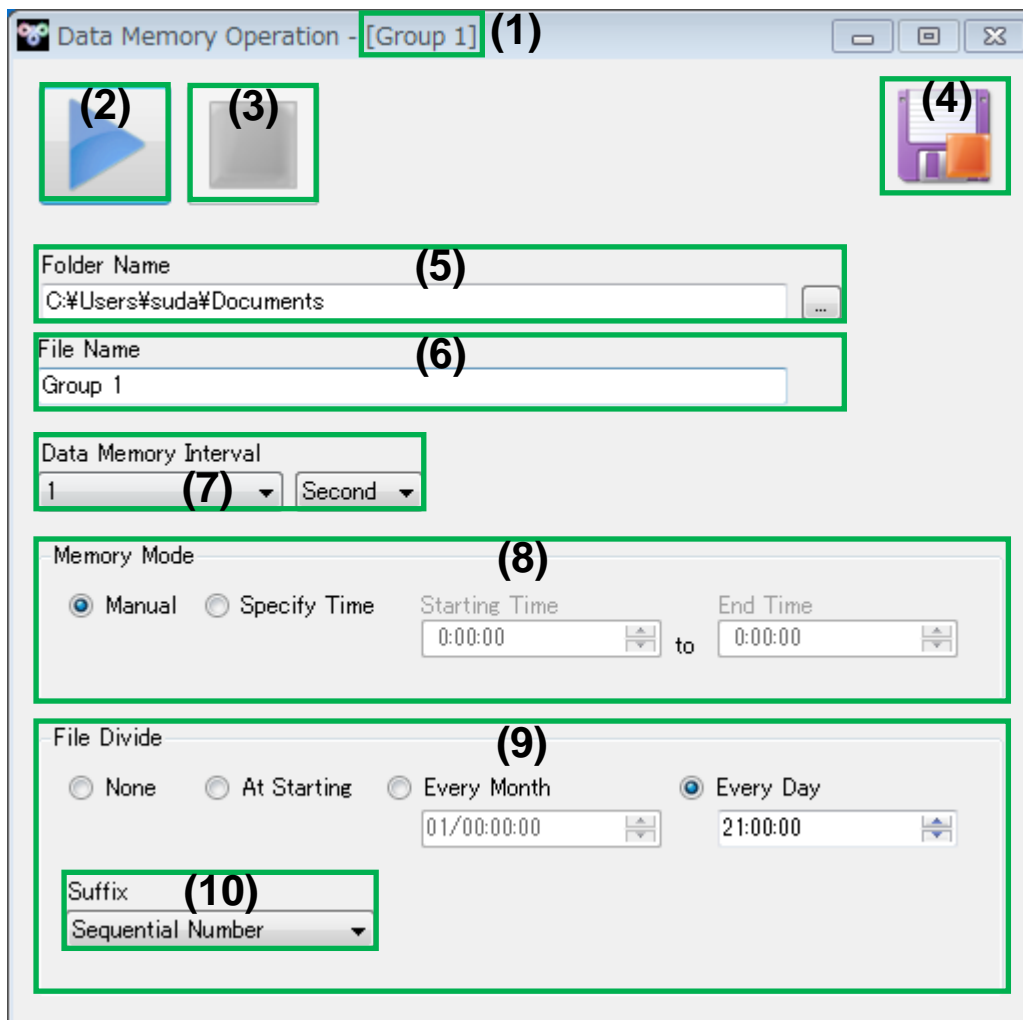 Data Memory Operation - [Group 1] (1)
(2) (3) (4)
Folder Name (5)
C:¥Users¥suda¥Documents ...
File Name (6)
Group 1
Data Memory Interval
1 (7) Second
Memory Mode (8)
Manual Specify Time Starting Time End Time
0:00:00 to 0:00:00
File Divide (9)
None At Starting Every Month Every Day
01/00:00:00 21:00:00
Suffix (10)
Sequential Number